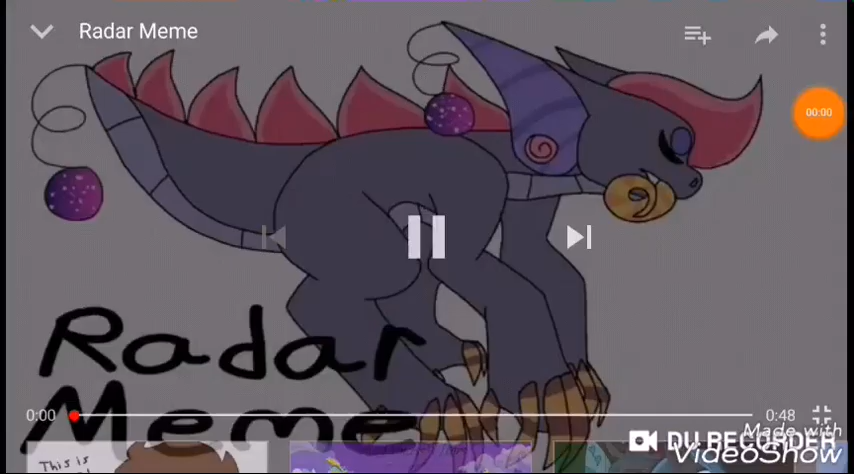 Radar Meme
00:00
Radar
Meme
0:00
0:48
This is
Made with
DU RECORDER
VideoShow